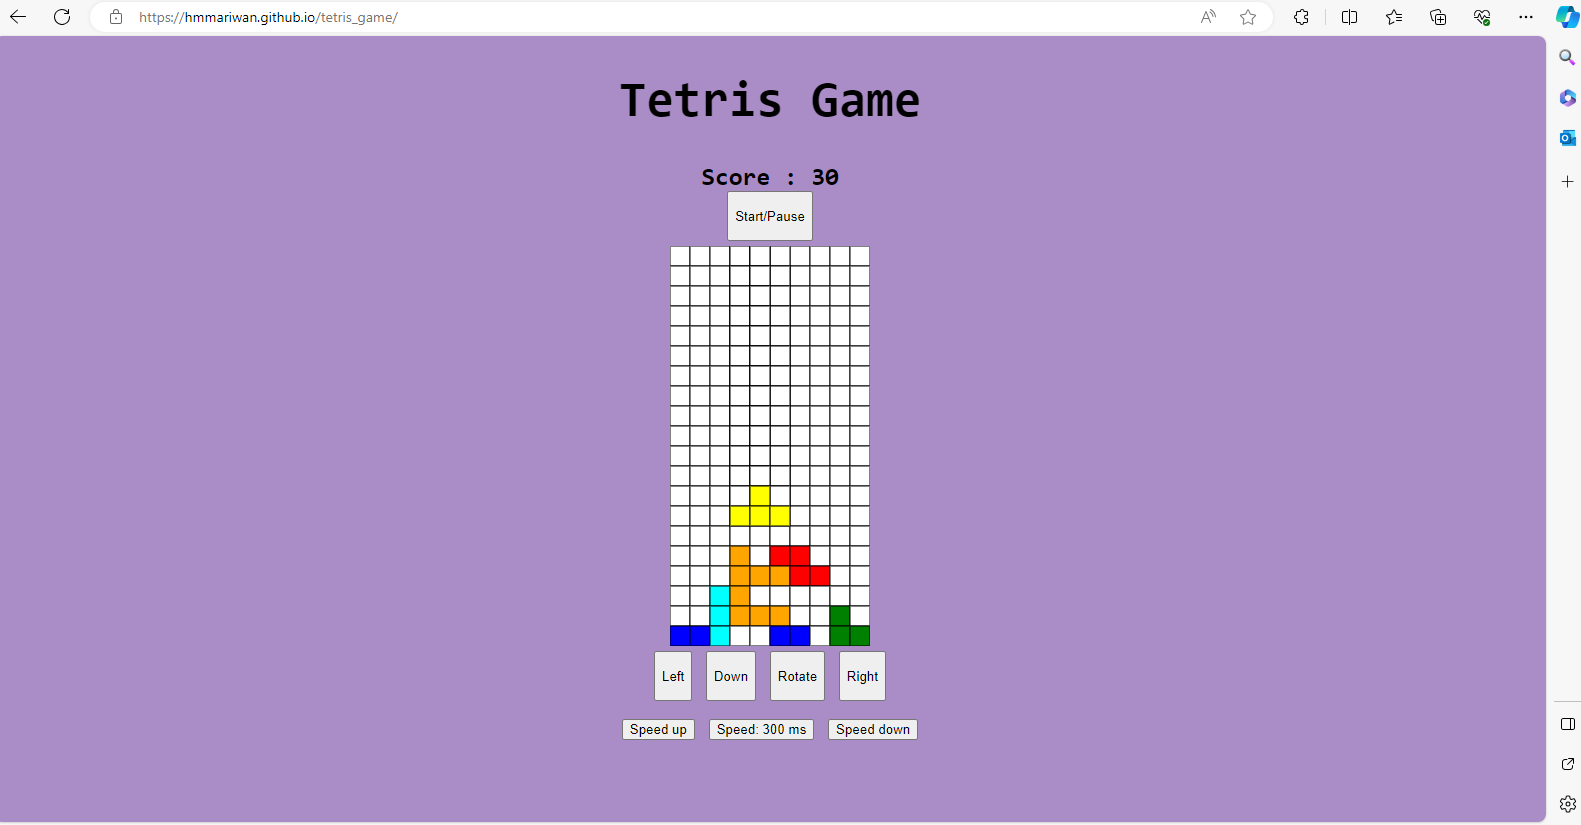 https://hmmariwan.github.io/tetris_game/
Tetris Game
Score : 30
Start/Pause
Left Down Rotate Right
Speed up Speed: 300 ms Speed down